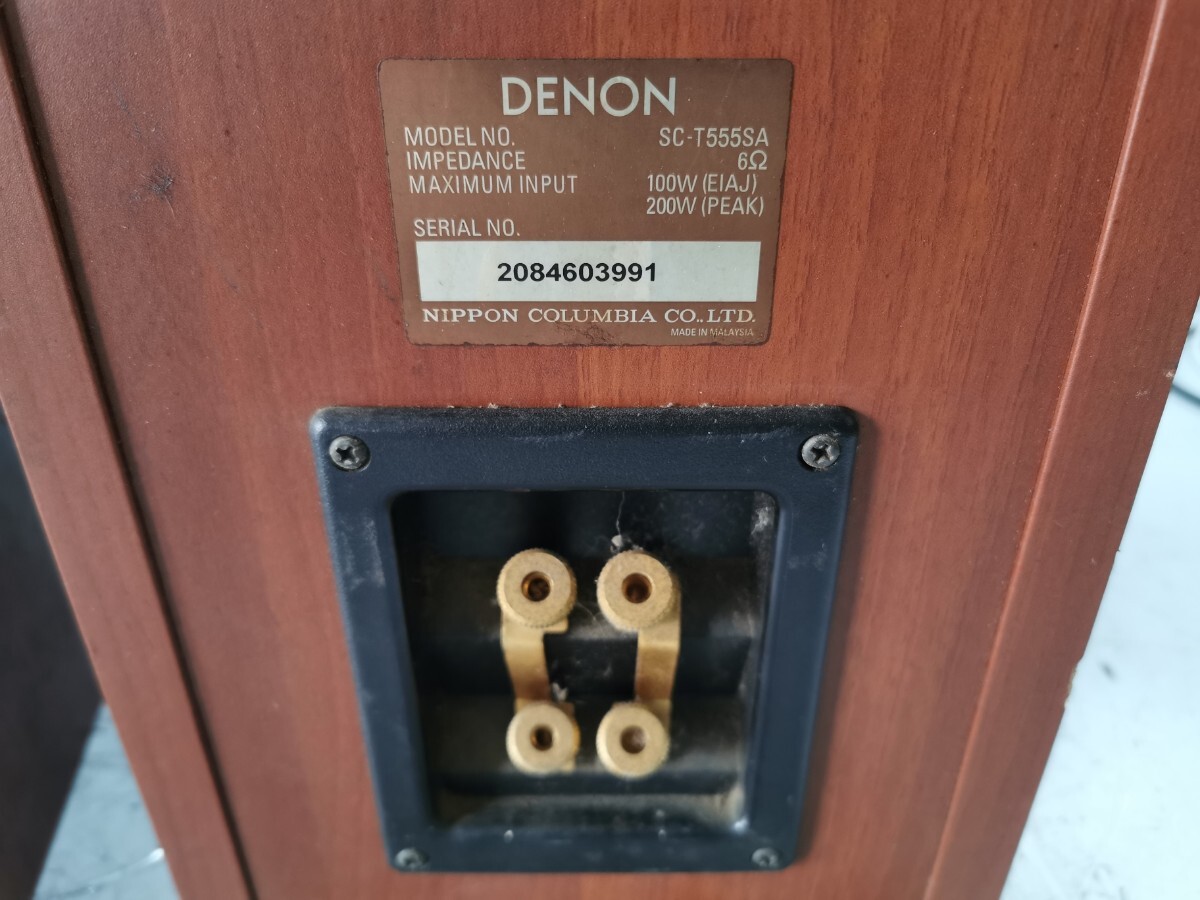 DENON
MODEL NO. SC-T555SA
IMPEDANCE 6Ω
MAXIMUM INPUT 100W (EIAJ)
200W (PEAK)
SERIAL NO.
2084603991
NIPPON COLUMBIA CO., LTD.
MADE IN MALAYSIA